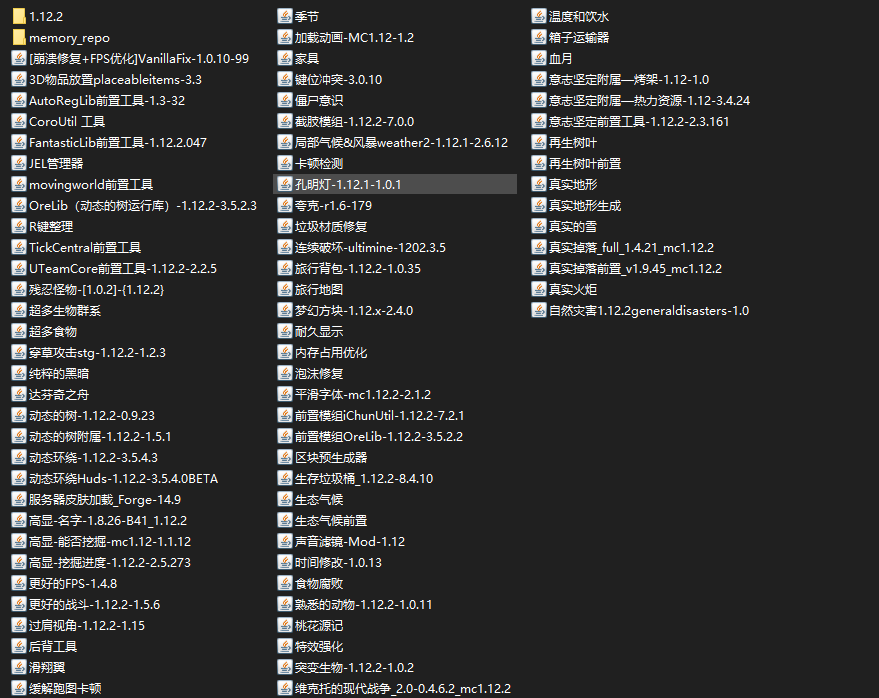 1.12.2
memory_repo
[崩溃修复+FPS优化]VanillaFix-1.0.10-99
3D物品放置placeableitems-3.3
AutoRegLib前置工具-1.3-32
CoroUtil 工具
FantasticLib前置工具-1.12.2.047
JEL管理器
movingworld前置工具
OreLib（动态的树运行库）-1.12.2-3.5.2.3
R键整理
TickCentral前置工具
UTeamCore前置工具-1.12.2-2.2.5
残忍怪物-[1.0.2]-{1.12.2}
超多生物群系
超多食物
穿草攻击stg-1.12.2-1.2.3
纯粹的黑暗
达芬奇之舟
动态的树-1.12.2-0.9.23
动态的树附属-1.12.2-1.5.1
动态环绕-1.12.2-3.5.4.3
动态环绕Huds-1.12.2-3.5.4.0BETA
服务器皮肤加载_Forge-14.9
高显-名字-1.8.26-B41_1.12.2
高显-能否挖掘-mc1.12-1.1.12
高显-挖掘进度-1.12.2-2.5.273
更好的FPS-1.4.8
更好的战斗-1.12.2-1.5.6
过肩视角-1.12.2-1.15
后背工具
滑翔翼
缓解跑图卡顿
季节
加载动画-MC1.12-1.2
家具
键位冲突-3.0.10
僵尸意识
截肢模组-1.12.2-7.0.0
局部气候&风暴weather2-1.12.1-2.6.12
卡顿检测
孔明灯-1.12.1-1.0.1
夸克-r1.6-179
垃圾材质修复
连续破坏-ultimine-1202.3.5
旅行背包-1.12.2-1.0.35
旅行地图
梦幻方块-1.12.x-2.4.0
耐久显示
内存占用优化
泡沫修复
平滑字体-mc1.12.2-2.1.2
前置模组iChunUtil-1.12.2-7.2.1
前置模组OreLib-1.12.2-3.5.2.2
区块预生成器
生存垃圾桶_1.12.2-8.4.10
生态气候
生态气候前置
声音滤镜-Mod-1.12
时间修改-1.0.13
食物腐败
熟悉的动物-1.12.2-1.0.11
桃花源记
特效强化
突变生物-1.12.2-1.0.2
维克托的现代战争_2.0-0.4.6.2_mc1.12.2
温度和饮水
箱子运输器
血月
意志坚定附属—烤架-1.12-1.0
意志坚定附属—热力资源-1.12-3.4.24
意志坚定前置工具-1.12.2-2.3.161
再生树叶
再生树叶前置
真实地形
真实地形生成
真实的雪
真实掉落_full_1.4.21_mc1.12.2
真实掉落前置_v1.9.45_mc1.12.2
真实火炬
自然灾害1.12.2generaldisasters-1.0